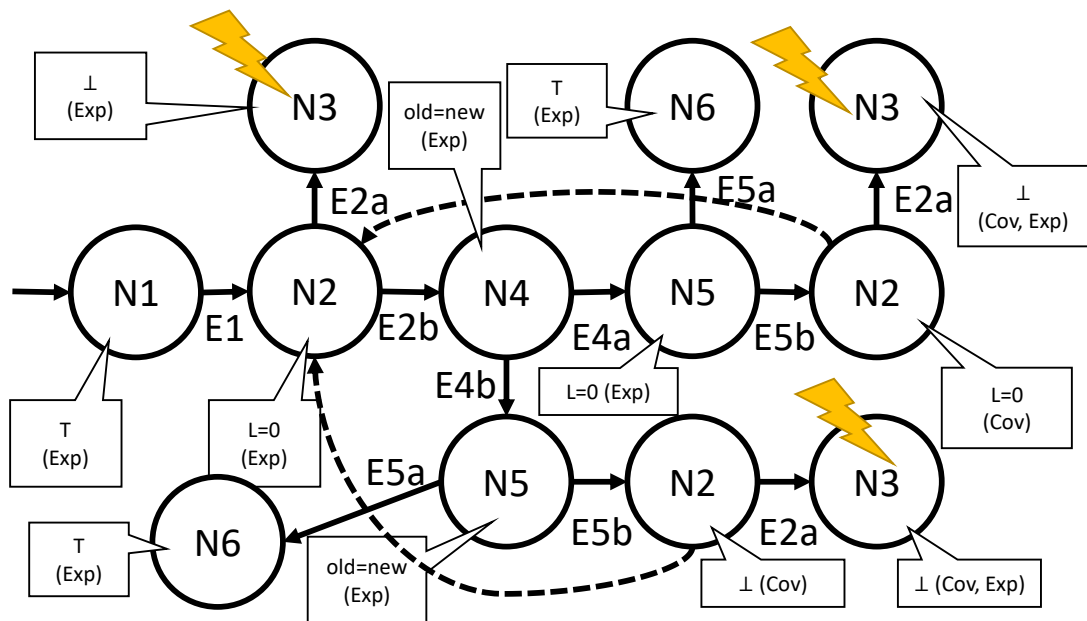 ⊥
(Exp)
N3
old=new
(Exp)
T
(Exp)
N6
N3
⊥
(Cov, Exp)
E2a
E5a
E2a
N1
E1
N2
E2b
N4
E4a
N5
E5b
N2
T
(Exp)
L=0
(Exp)
E4b
L=0 (Exp)
L=0
(Cov)
N6
E5a
N5
E5b
N2
E2a
N3
T
(Exp)
old=new
(Exp)
⊥ (Cov)
⊥ (Cov, Exp)